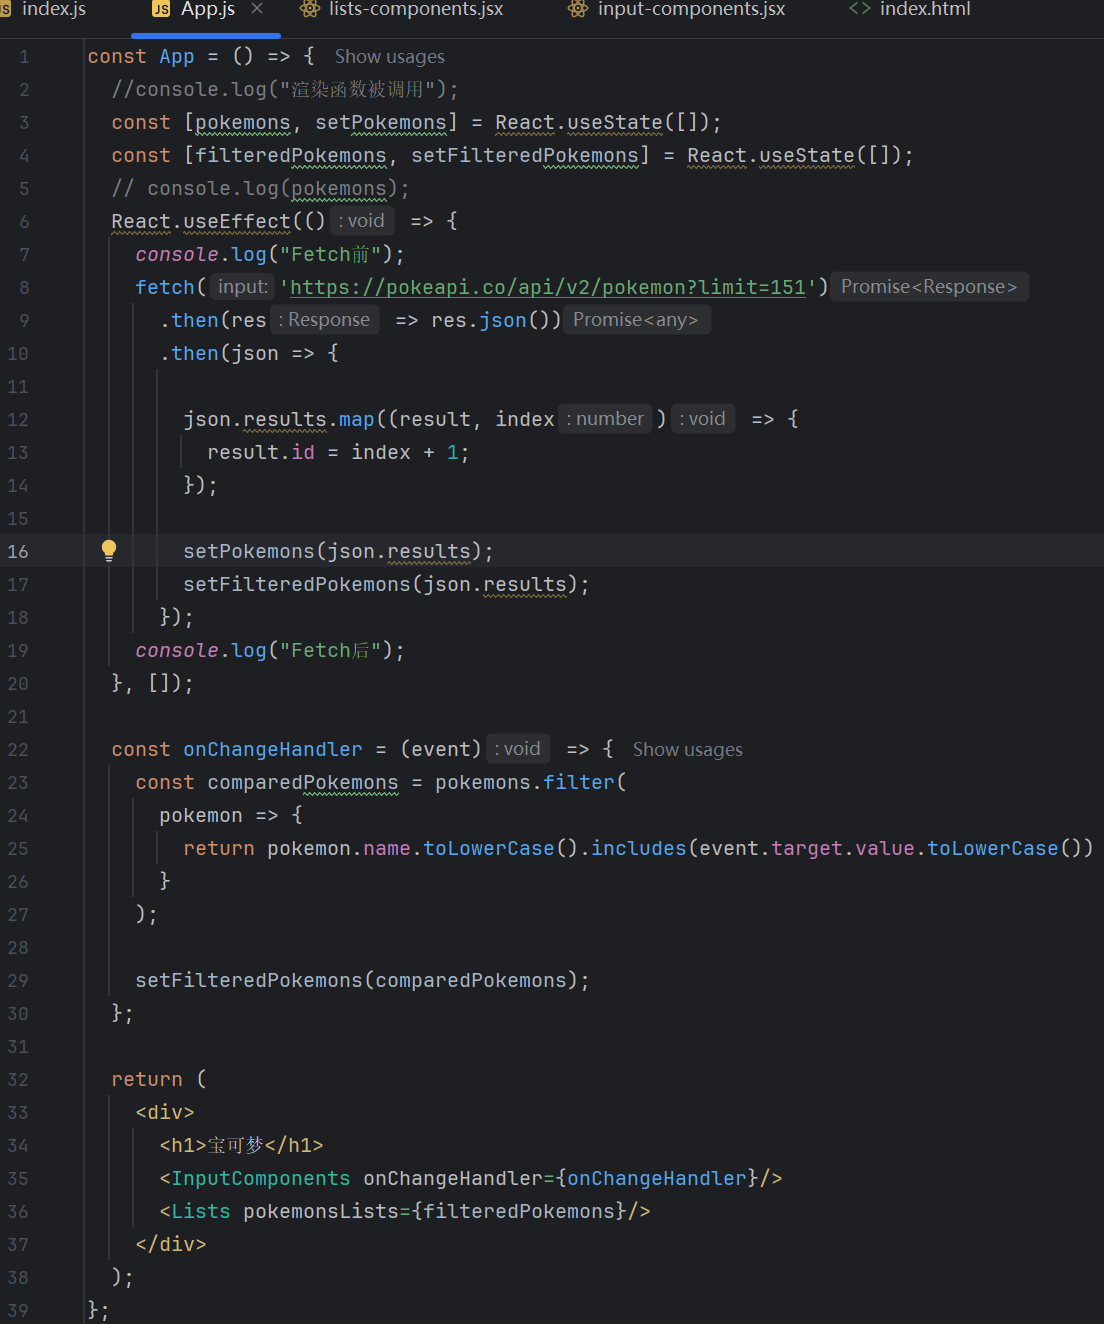 index.js
App.js
lists-components.jsx
input-components.jsx
index.html
1 const App = () => { Show usages
2 //console.log("渲染函数被调用");
3 const [pokemons, setPokemons] = React.useState([]);
4 const [filteredPokemons, setFilteredPokemons] = React.useState([]);
5 // console.log(pokemons);
6 React.useEffect(() : void => {
7 console.log("Fetch前");
8 fetch( input: 'https://pokeapi.co/api/v2/pokemon?limit=151') Promise<Response>
9 .then(res : Response => res.json()) Promise<any>
10 .then(json => {
11
12 json.results.map((result, index : number ) : void => {
13 result.id = index + 1;
14 });
15
16 setPokemons(json.results);
17 setFilteredPokemons(json.results);
18 });
19 console.log("Fetch后");
20 }, []);
21
22 const onChangeHandler = (event) : void => { Show usages
23 const comparedPokemons = pokemons.filter(
24 pokemon => {
25 return pokemon.name.toLowerCase().includes(event.target.value.toLowerCase())
26 }
27 );
28
29 setFilteredPokemons(comparedPokemons);
30 };
31
32 return (
33 <div>
34 <h1>宝可梦</h1>
35 <InputComponents onChangeHandler={onChangeHandler}/>
36 <Lists pokemonsLists={filteredPokemons}/>
37 </div>
38 );
39 };